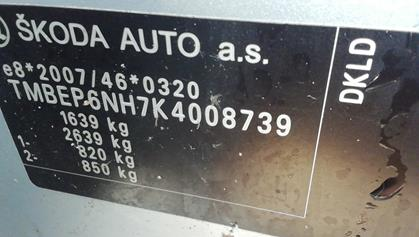 ŠKODA AUTO a.s.
e8*2007/46*0320
TMBEP6NH7K4008739
1639 kg
2639 kg
1- 820 kg
2- 850 kg
DKLD